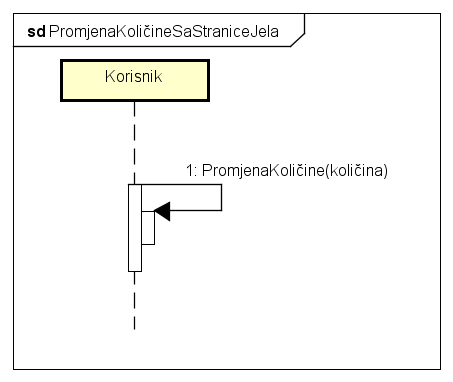 sd PromjenaKoličineSaStraniceJela
Korisnik
1: PromjenaKoličine(količina)